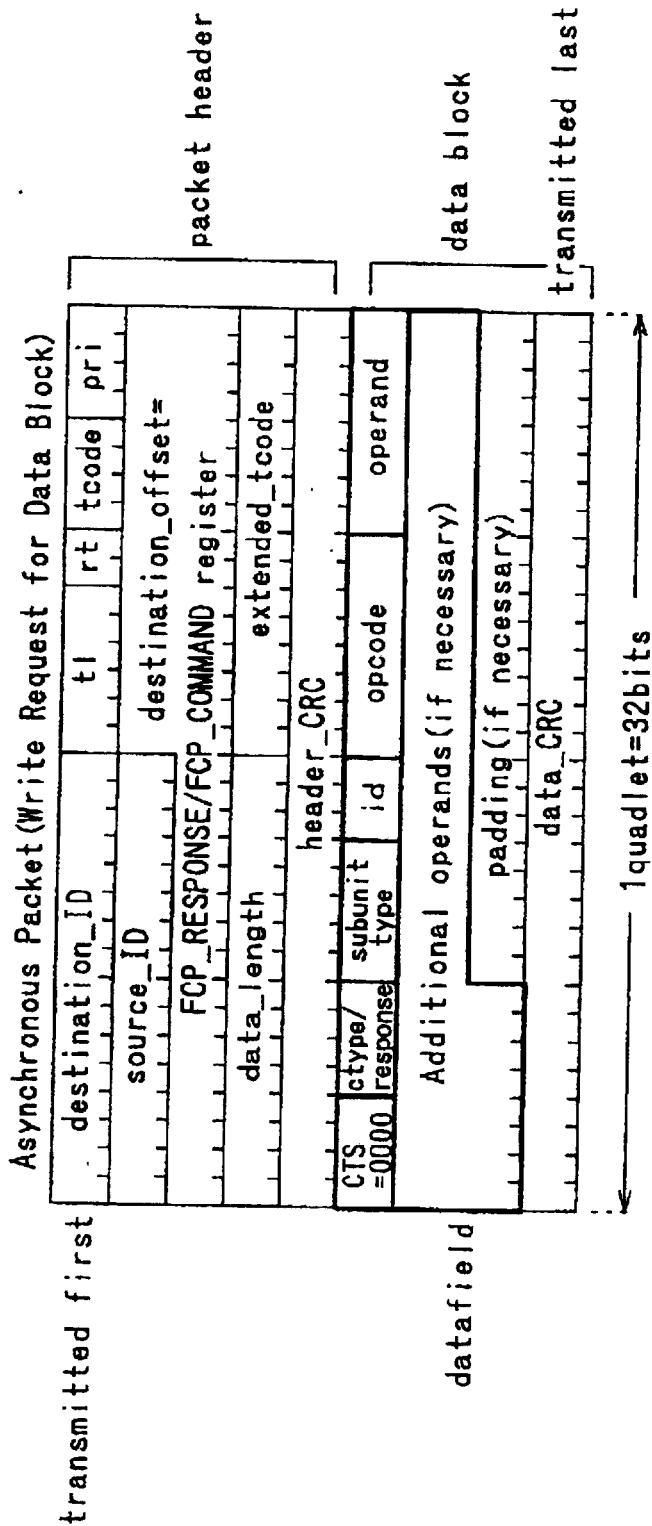 Asynchronous Packet(Write Request for Data Block)
transmitted first
destination_ID tl rt tcode pri
source_ID destination_offset=
FCP_RESPONSE/FCP_COMMAND register
data_length extended_tcode
header_CRC
packet header
CTS =0000 ctype/ response subunit type id opcode operand
Additional operands(if necessary)
datafield
padding(if necessary)
data_CRC
data block
transmitted last
1quadlet=32bits